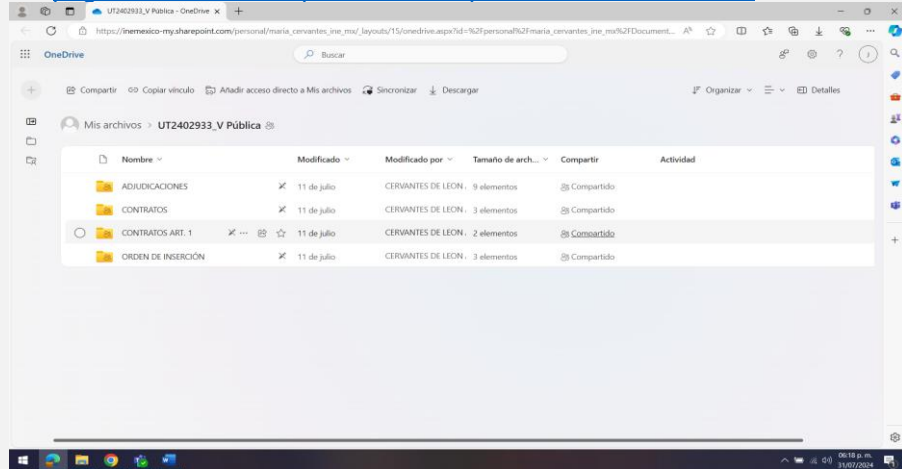 UT2402933_V Pública - OneDrive
https://inemexico-my.sharepoint.com/personal/maria_cervantes_ine_mx/_layouts/15/onedrive.aspx?id=%2Fpersonal%2Fmaria_cervantes_ine_mx%2FDocument...
OneDrive
Buscar
Compartir Copiar vínculo Añadir acceso directo a Mis archivos Sincronizar Descargar Organizar Detalles
Mis archivos > UT2402933_V Pública
Nombre Modificado Modificado por Tamaño de arch... Compartir Actividad
ADJUDICACIONES 11 de julio CERVANTES DE LEON 9 elementos Compartido
CONTRATOS 11 de julio CERVANTES DE LEON 3 elementos Compartido
CONTRATOS ART. 1 11 de julio CERVANTES DE LEON 2 elementos Compartido
ORDEN DE INSERCIÓN 11 de julio CERVANTES DE LEON 3 elementos Compartido
06:18 p. m.
31/07/2024